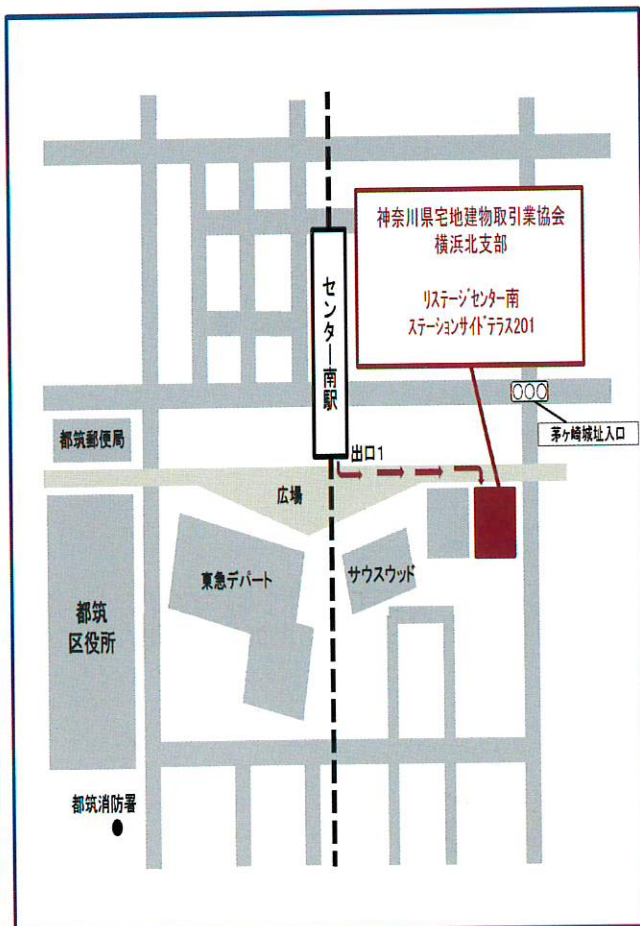 神奈川県宅地建物取引業協会
横浜北支部
リステージセンター南
ステーションサイドテラス201
センター南駅
茅ヶ崎城址入口
都筑郵便局
出口1
広場
東急デパート
サウスウッド
都筑
区役所
都筑消防署